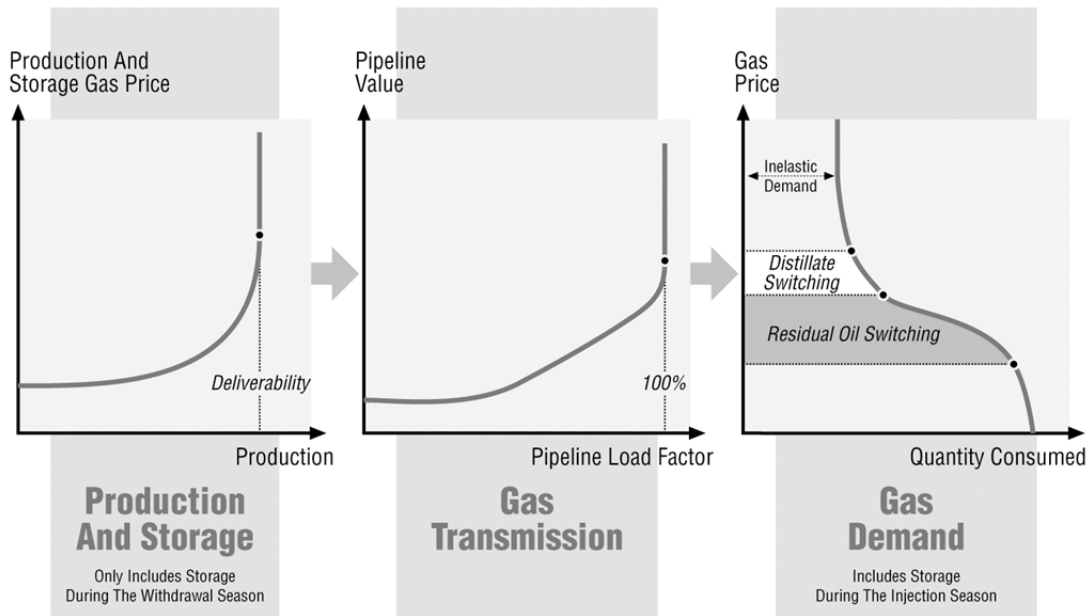 Production And
Storage Gas Price
Deliverability
Production
Production
And Storage
Only Includes Storage
During The Withdrawal Season
Pipeline
Value
100%
Pipeline Load Factor
Gas
Transmission
Gas
Price
Inelastic
Demand
Distillate
Switching
Residual Oil Switching
Quantity Consumed
Gas
Demand
Includes Storage
During The Injection Season